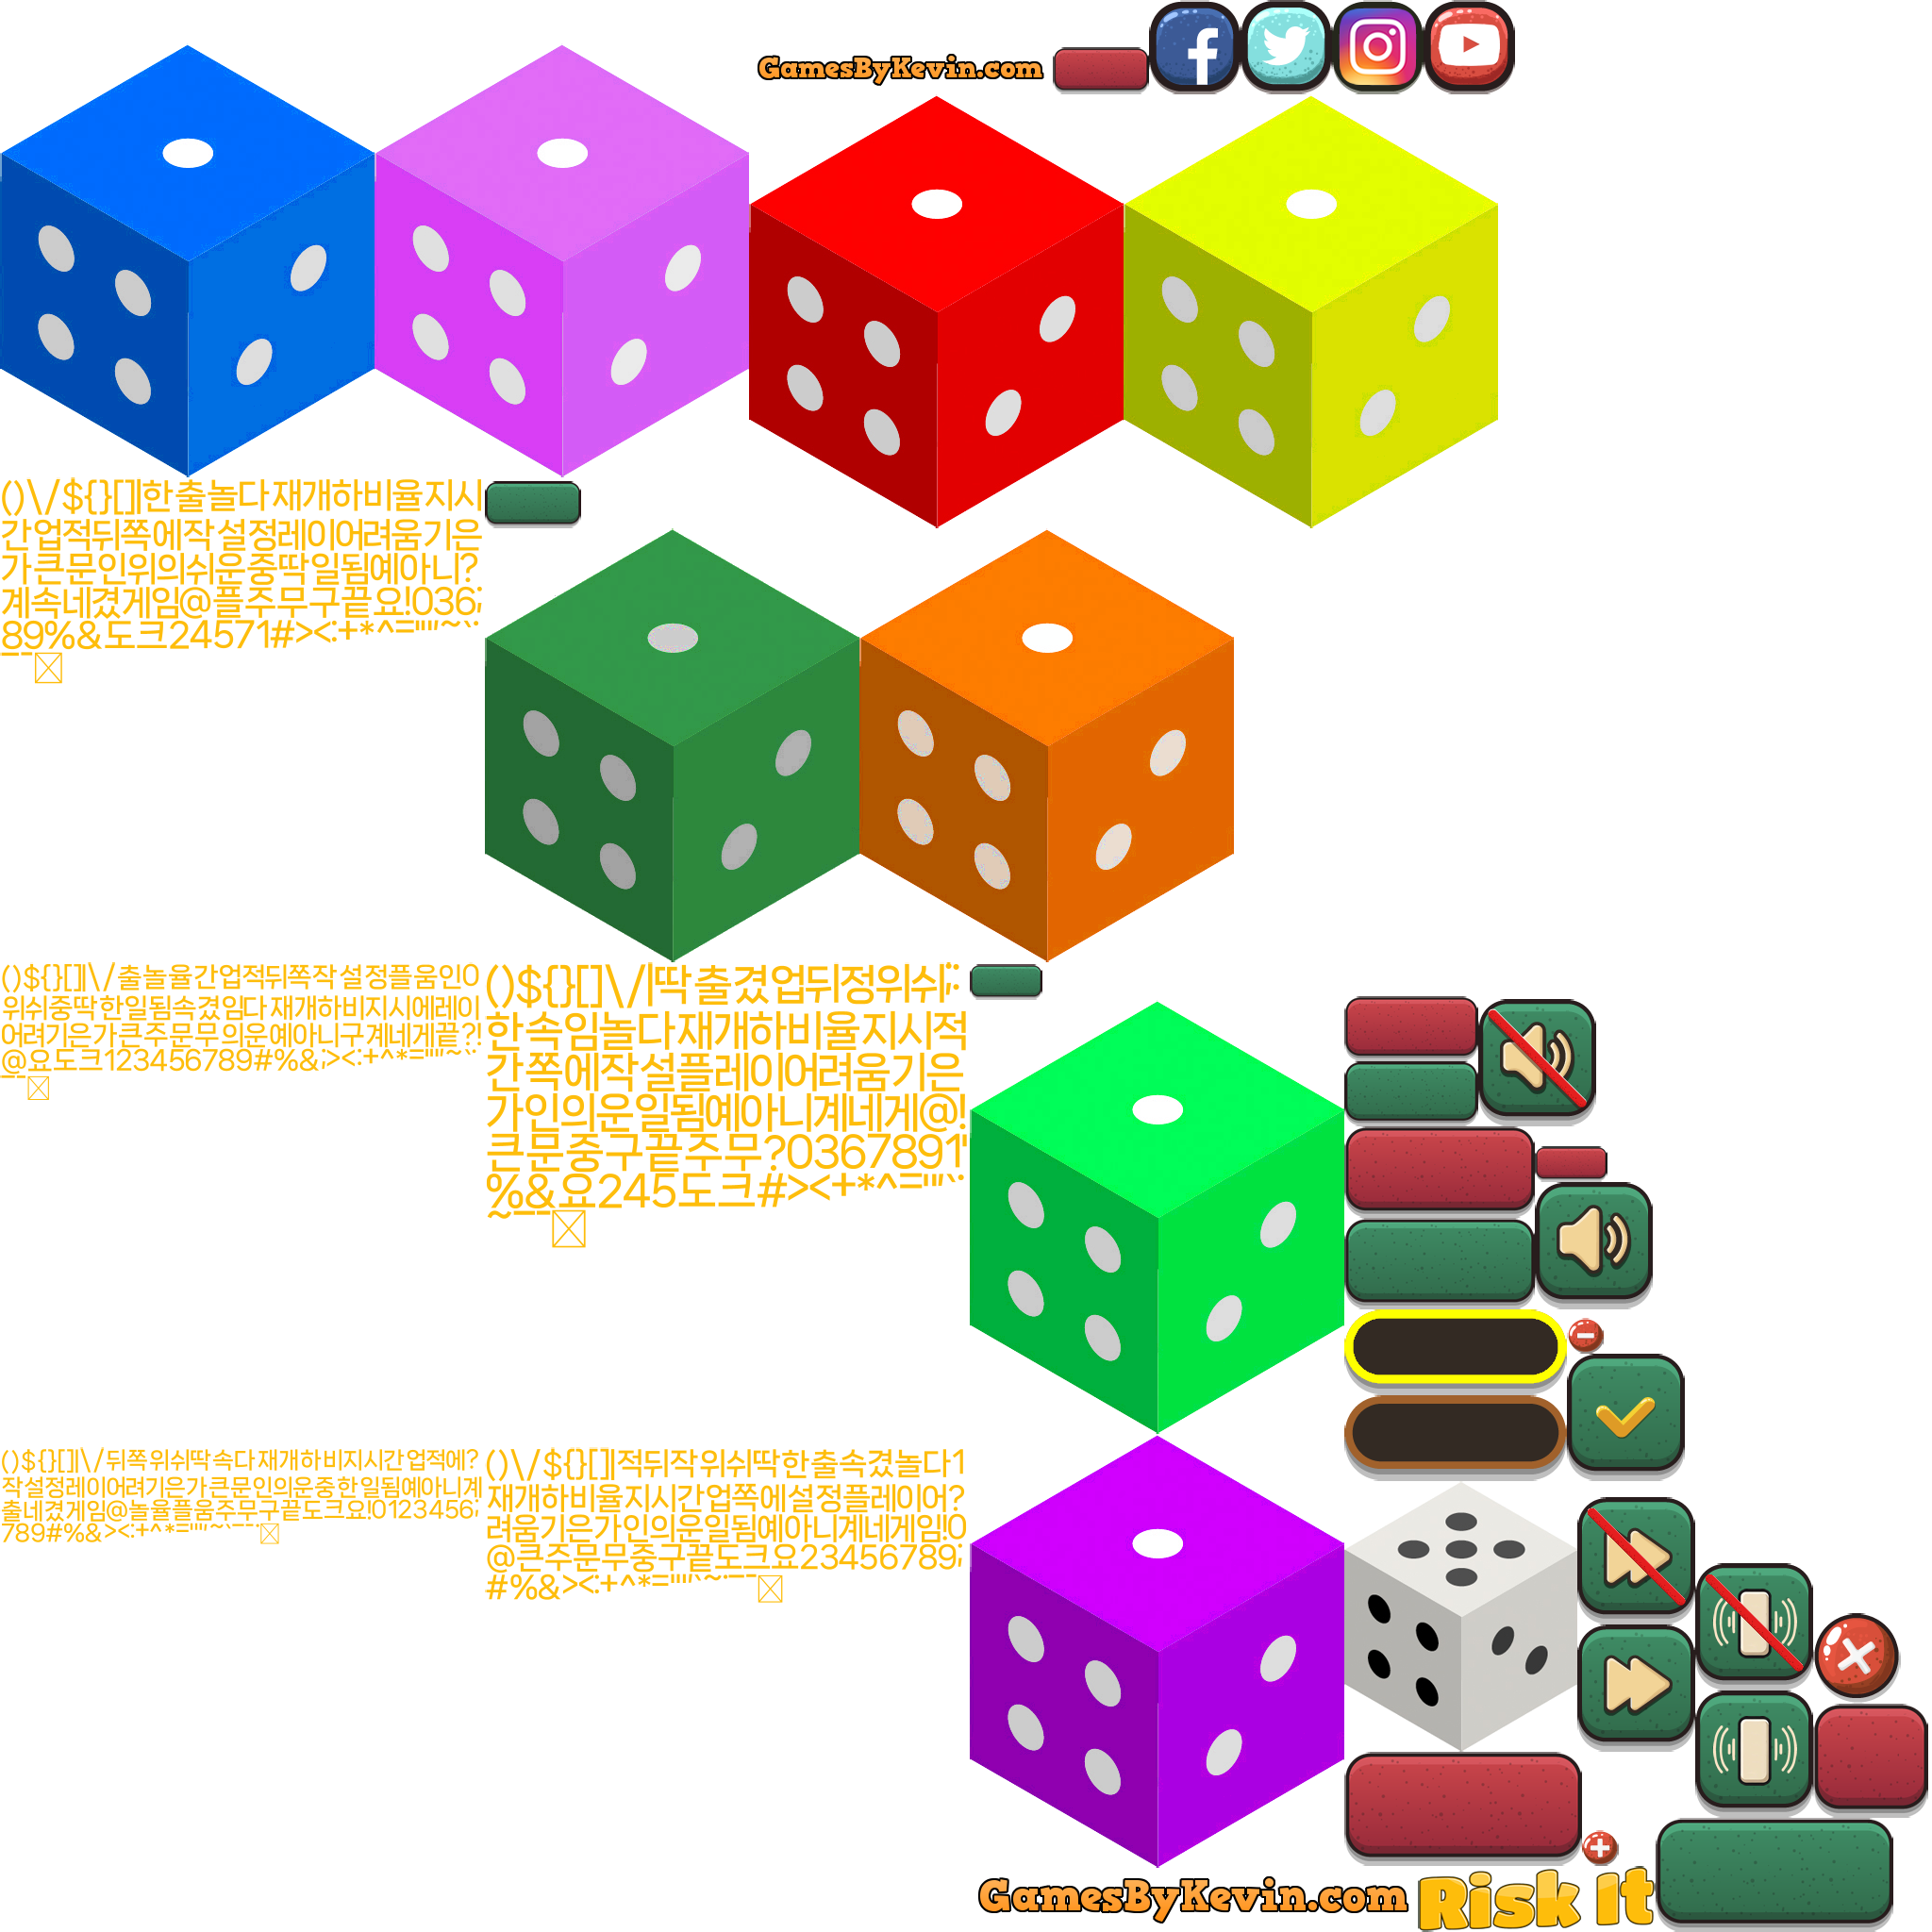 GamesByKevin.com
()\/${}[]|한출놀다재개하비율지시
간업적뒤쪽에작설정레이어려움기은
가큰문인위의쉬운중딱일됨예아니?
계속네겼게임@플주무구끝요!036;
89%&도크24571#><:+*^="'~`·
()${}[]|\/출놀율간업적뒤쪽작설정플움인0
위쉬중딱한일됨속겼임다재개하비지시에레이
어려기은가큰주문무의운예아니구계네게끝?!
@요도크123456789#%&;><:+^*="'~`·
()${}[]\/|딱출겼업뒤정위쉬;:
한속임놀다재개하비율지시적
간쪽에작설플레이어려움기은
가인의운일됨예아니계네게@!
큰문중구끝주무?0367891'
%&요245도크#><+*^="`·
()${}[]|\/뒤쪽위쉬딱속다재개하비지시간업적에?
작설정레이어려기은가큰문인의운중한일됨예아니계
출네겼게임@놀율플움주무구끝도크요!0123456;
789#%&><:+^*="'~`-·
()\/${}[]|적뒤작위쉬딱한출속겼놀다1
재개하비율지시간업쪽에설정플레이어?
려움기은가인의운일됨예아니계네게임!0
@큰주문무중구끝도크요23456789;
#%&><:+^*="'`~·-
GamesByKevin.com
Risk It